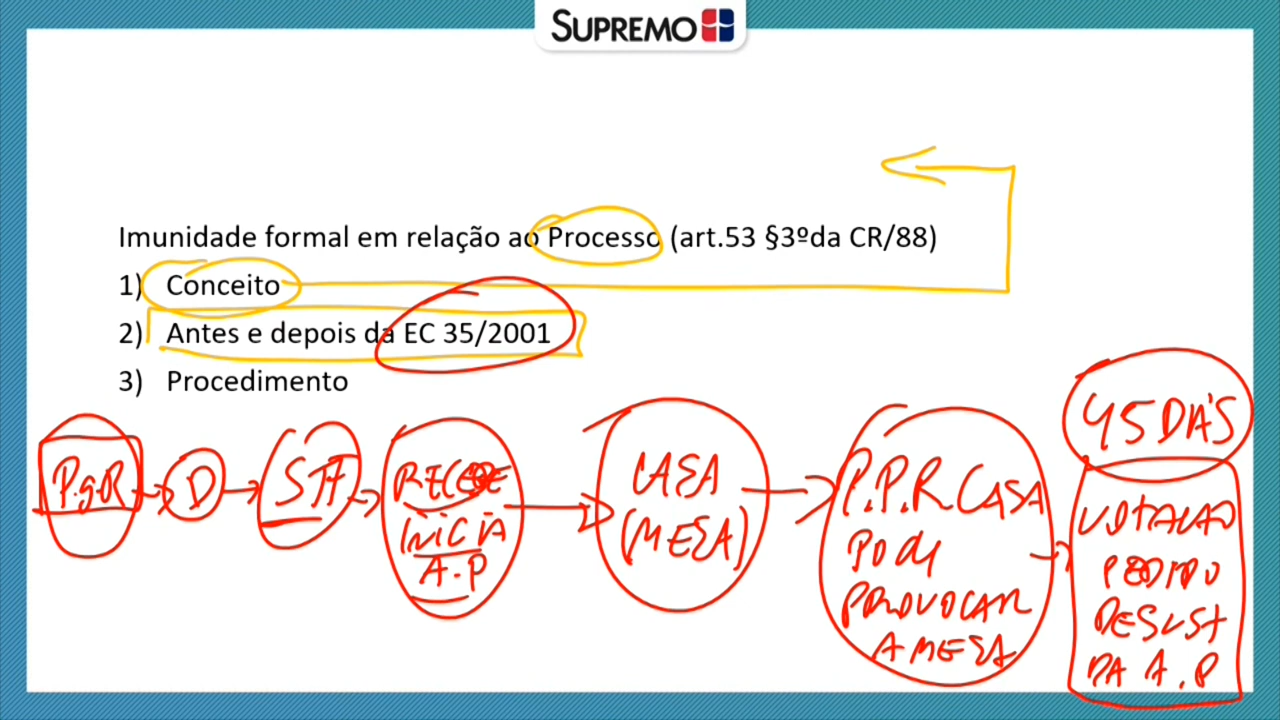 SUPREMO
Imunidade formal em relação ao Processo (art.53 §3ºda CR/88)
1) Conceito
2) Antes e depois da EC 35/2001
3) Procedimento
P.G.R
D
STF
RECEBE
INICIA
A.P
CASA
(MESA)
P.P.R.CASA
PODE
PROVOCAR
A MESA
45 DIAS
VOTACAO
PEDIDO
DESIST
DA A.P